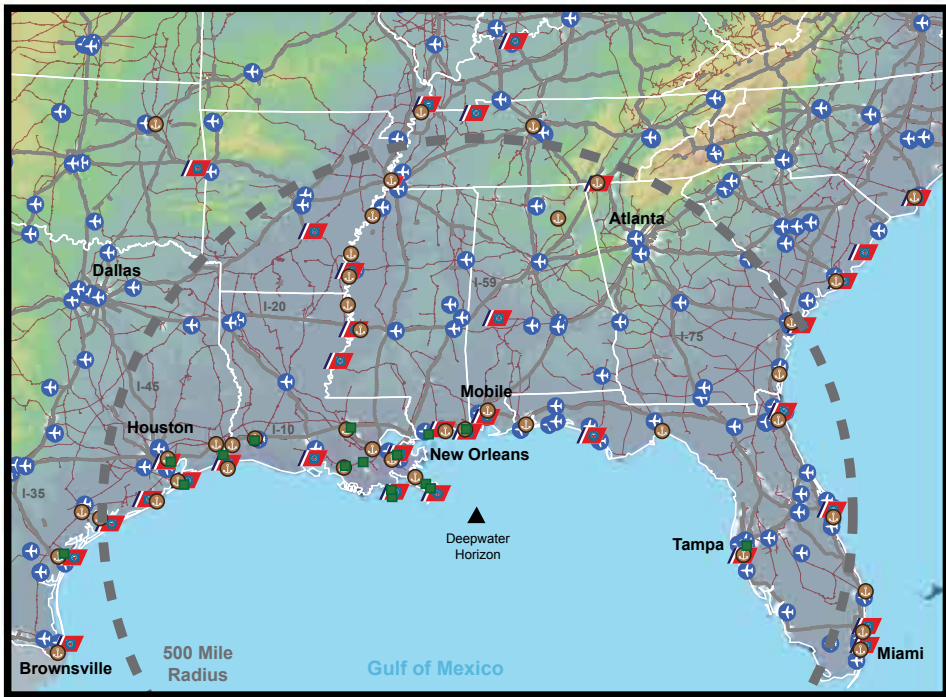 Atlanta
Dallas
I-59
I-20
I-75
I-45
Mobile
Houston
I-10
New Orleans
I-35
Deepwater
Horizon
Tampa
500 Mile
Radius
Gulf of Mexico
Brownsville
Miami